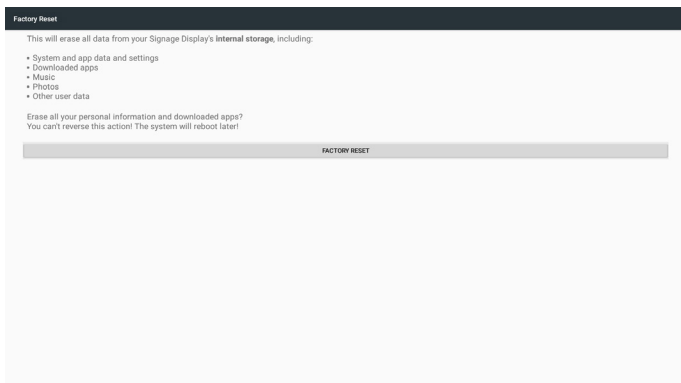 Factory Reset
This will erase all data from your Signage Display's internal storage, including:
• System and app data and settings
• Downloaded apps
• Music
• Photos
• Other user data
Erase all your personal information and downloaded apps?
You can't reverse this action! The system will reboot later!
FACTORY RESET